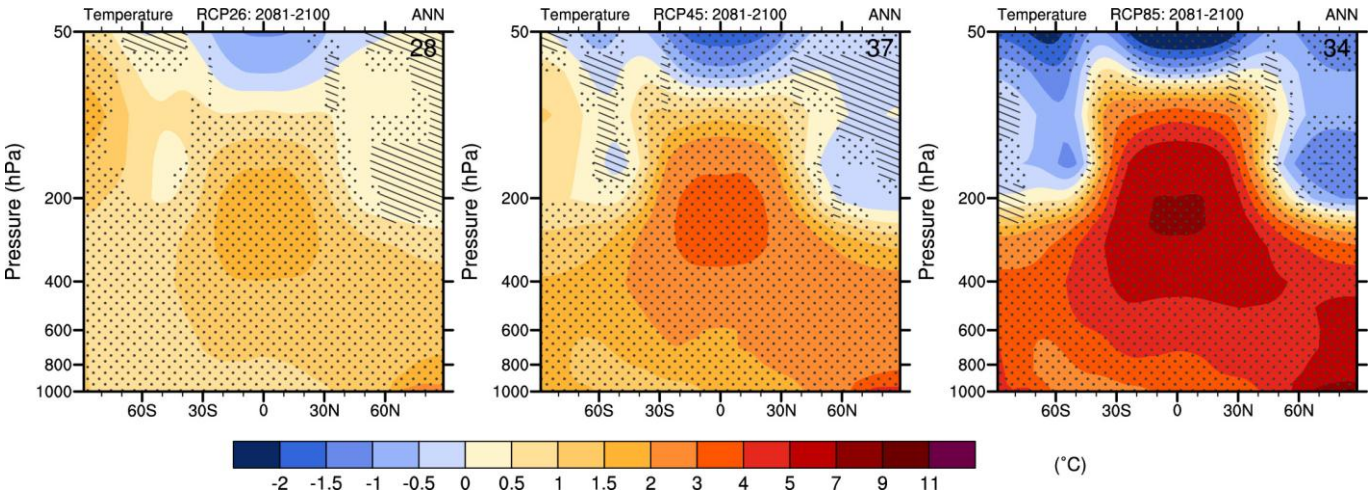 Temperature RCP26: 2081-2100 ANN
28
Pressure (hPa)
50
200
400
600
800
1000
60S 30S 0 30N 60N
Temperature RCP45: 2081-2100 ANN
37
Pressure (hPa)
50
200
400
600
800
1000
60S 30S 0 30N 60N
Temperature RCP85: 2081-2100 ANN
34
Pressure (hPa)
50
200
400
600
800
1000
60S 30S 0 30N 60N
-2 -1.5 -1 -0.5 0 0.5 1 1.5 2 3 4 5 7 9 11
(°C)